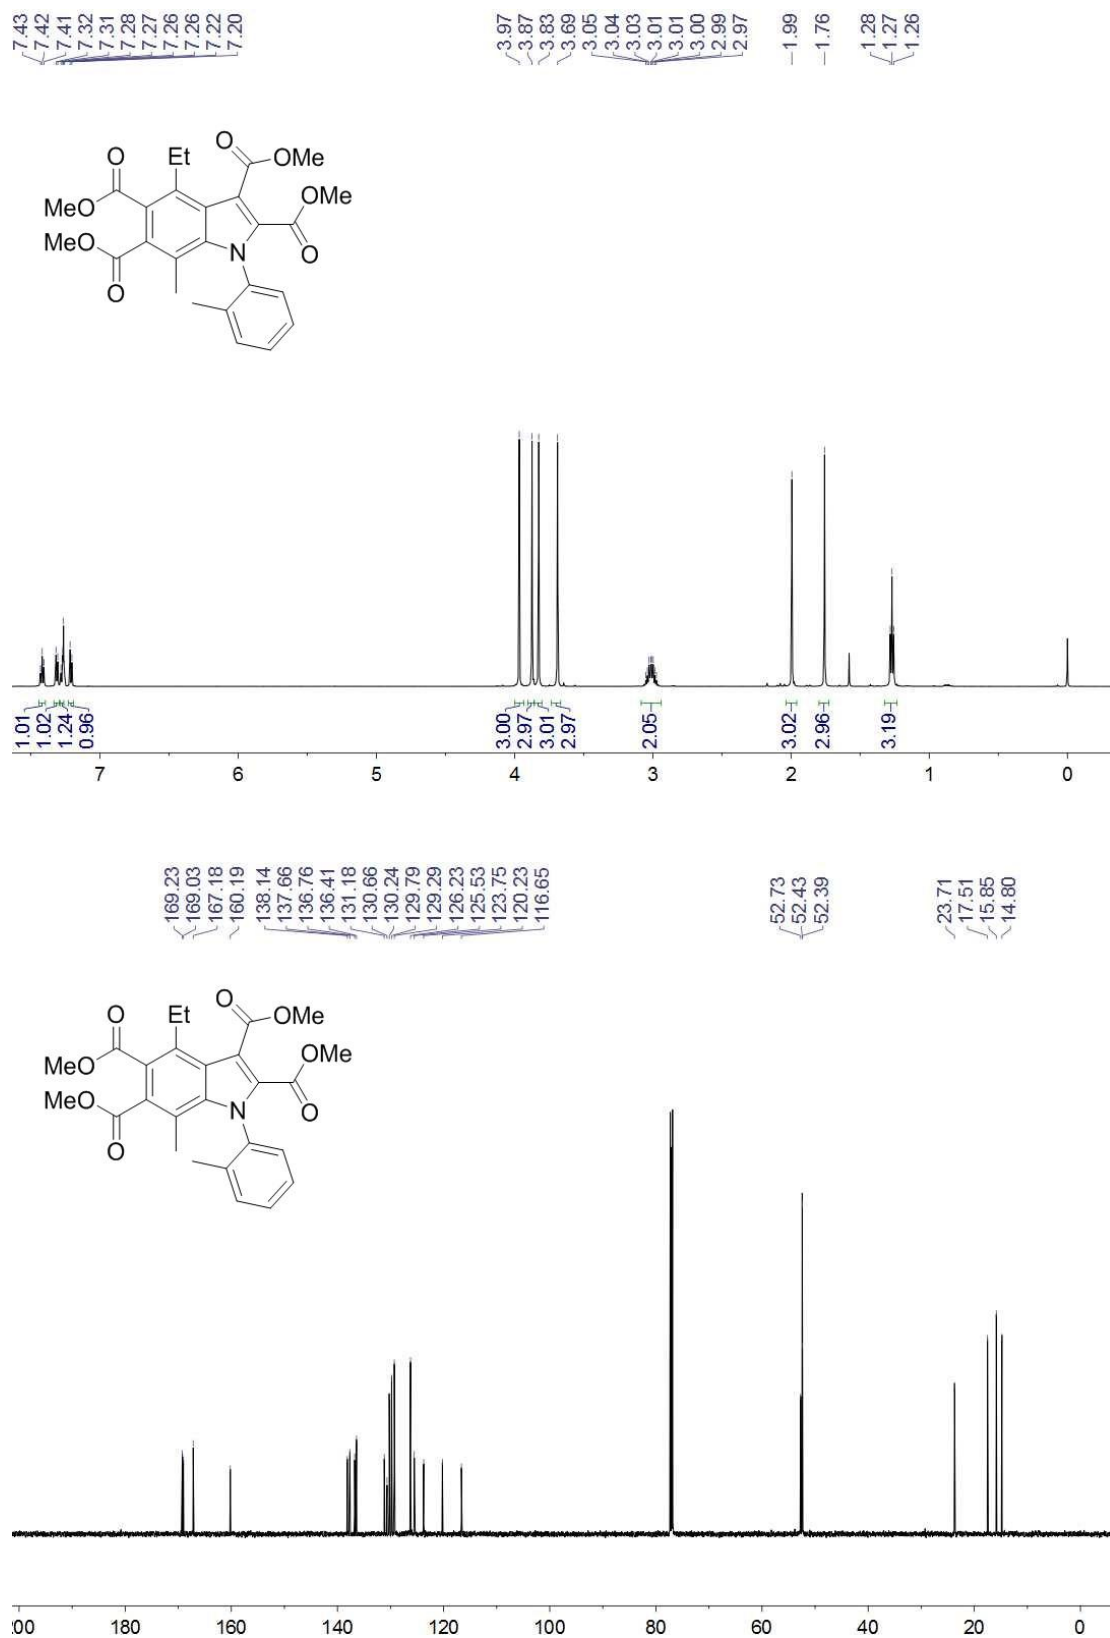 7.43 7.42 7.41 7.32 7.31 7.28 7.27 7.26 7.26 7.22 7.20 3.97 3.87 3.83 3.69 3.05 3.04 3.03 3.01 3.01 3.00 2.99 2.97 1.99 1.76 1.28 1.27 1.26
O Et O OMe
MeO OMe
MeO N O
O
1.01 1.02 1.24 0.96 3.00 2.97 3.01 2.97 2.05 3.02 2.96 3.19
7 6 5 4 3 2 1 0
169.23 169.03 167.18 160.19 138.14 137.66 136.76 136.41 131.18 130.66 130.24 129.79 129.29 126.23 125.53 123.75 120.23 116.65 52.73 52.43 52.39 23.71 17.51 15.85 14.80
O Et O OMe
MeO OMe
MeO N O
O
200 180 160 140 120 100 80 60 40 20 0